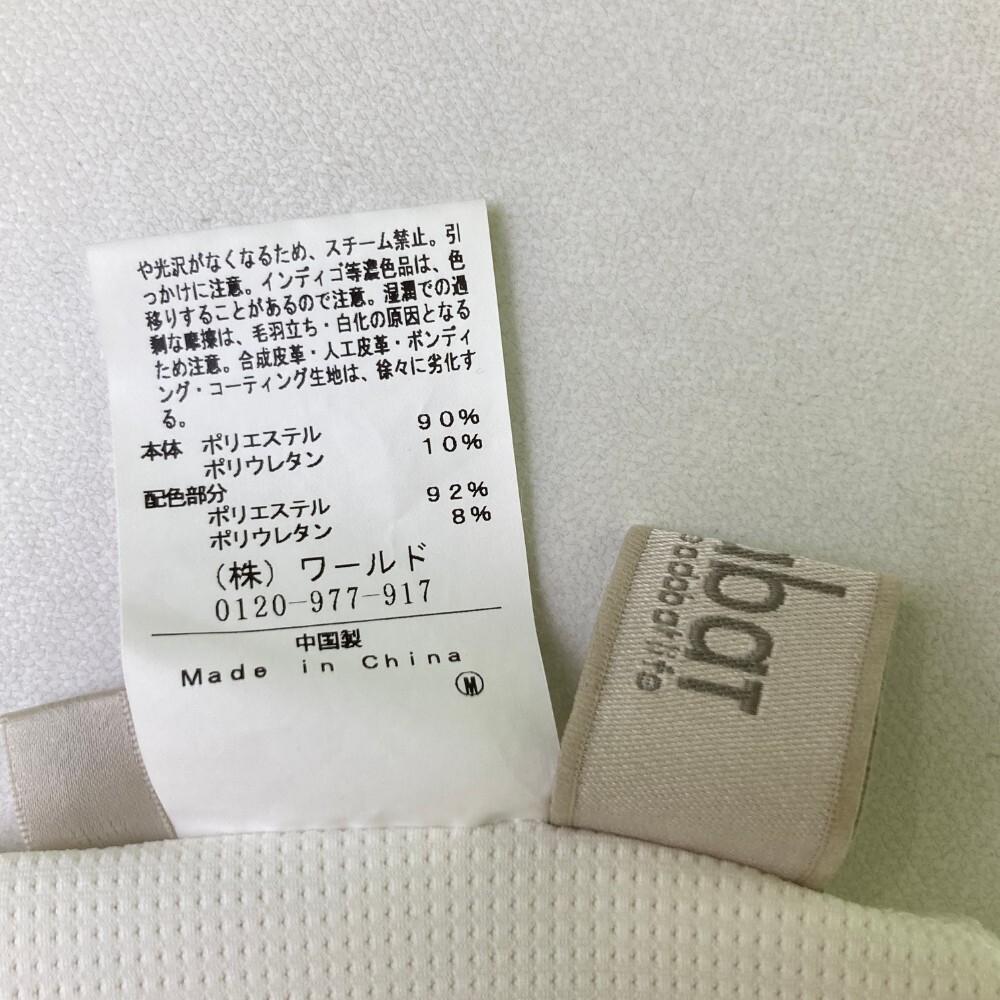 や光沢がなくなるため、スチーム禁止。引
っかけに注意。インディゴ等濃色品は、色
移りすることがあるので注意。湿潤での過
剰な摩擦は、毛羽立ち・白化の原因となる
ため注意。合成皮革・人工皮革・ボンディ
ング・コーティング生地は、徐々に劣化す
る。
本体 ポリエステル 90%
ポリウレタン 10%
配色部分
ポリエステル 92%
ポリウレタン 8%
(株) ワールド
0120-977-917
中国製
Made in China
M